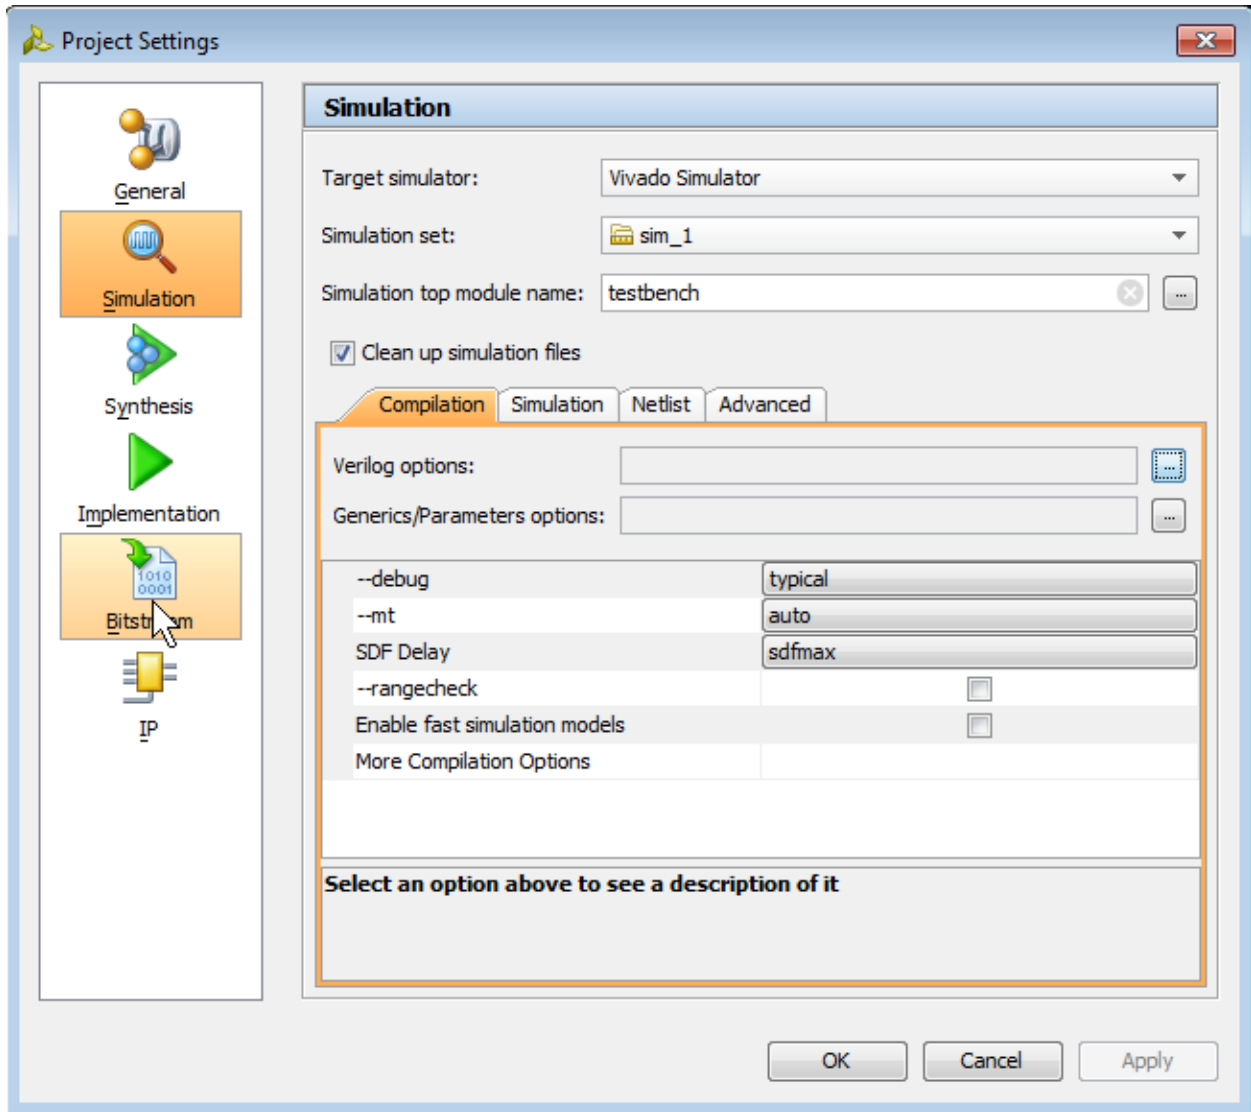 Project Settings
General
Simulation
Synthesis
Implementation
1010
0001
Bitstream
IP
Simulation
Target simulator: Vivado Simulator
Simulation set: sim_1
Simulation top module name: testbench ...
Clean up simulation files
Compilation Simulation Netlist Advanced
Verilog options: ...
Generics/Parameters options: ...
--debug typical
--mt auto
SDF Delay sdfmax
--rangecheck
Enable fast simulation models
More Compilation Options
Select an option above to see a description of it
OK Cancel Apply